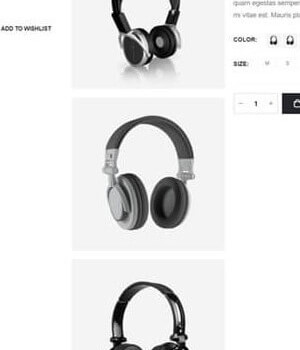 quam egestas semper
mi vitae est. Mauris pl
ADD TO WISHLIST
COLOR:
SIZE:
M
S
- 1 +